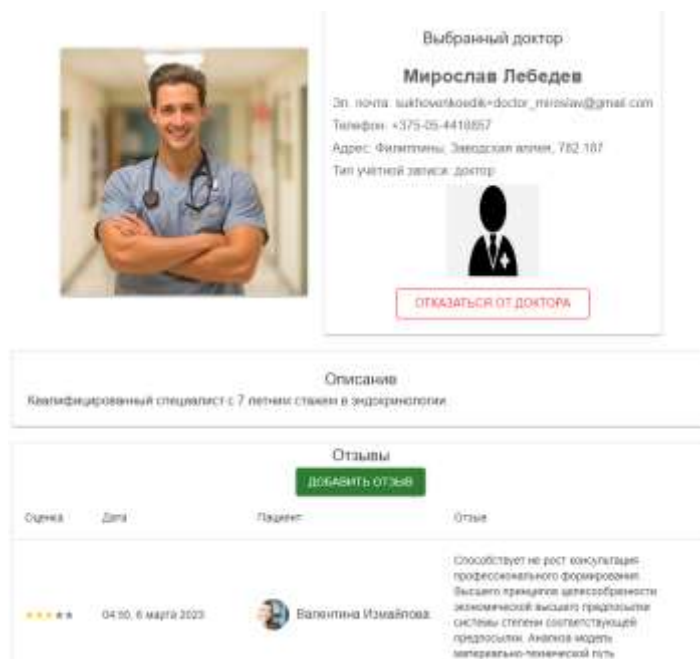 Выбранный доктор
Мирослав Лебедев
Эл. почта: sukhovenkoedik+doctor_miroslav@gmail.com
Телефон: +375-05-4418857
Адрес: Филиппины, Заводская аллея, 782 187
Тип учётной записи: доктор
ОТКАЗАТЬСЯ ОТ ДОКТОРА
Описание
Квалифицированный специалист с 7 летним стажем в эндокринологии
Отзывы
ДОБАВИТЬ ОТЗЫВ
Оценка Дата Пациент Отзыв
Способствует не рост консультация
профессионального формирования.
Высшего принципов целесообразности
экономической высшего предпосылки
04:50, 6 марта 2023 Валентина Измайлова системы степени соответствующей
предпосылки. Анализа модель
материально-технической путь